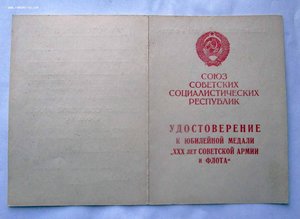 СОЮЗ
СОВЕТСКИХ
СОЦИАЛИСТИЧЕСКИХ
РЕСПУБЛИК
УДОСТОВЕРЕНИЕ
К ЮБИЛЕЙНОЙ МЕДАЛИ
„XXX ЛЕТ СОВЕТСКОЙ АРМИИ
И ФЛОТА“